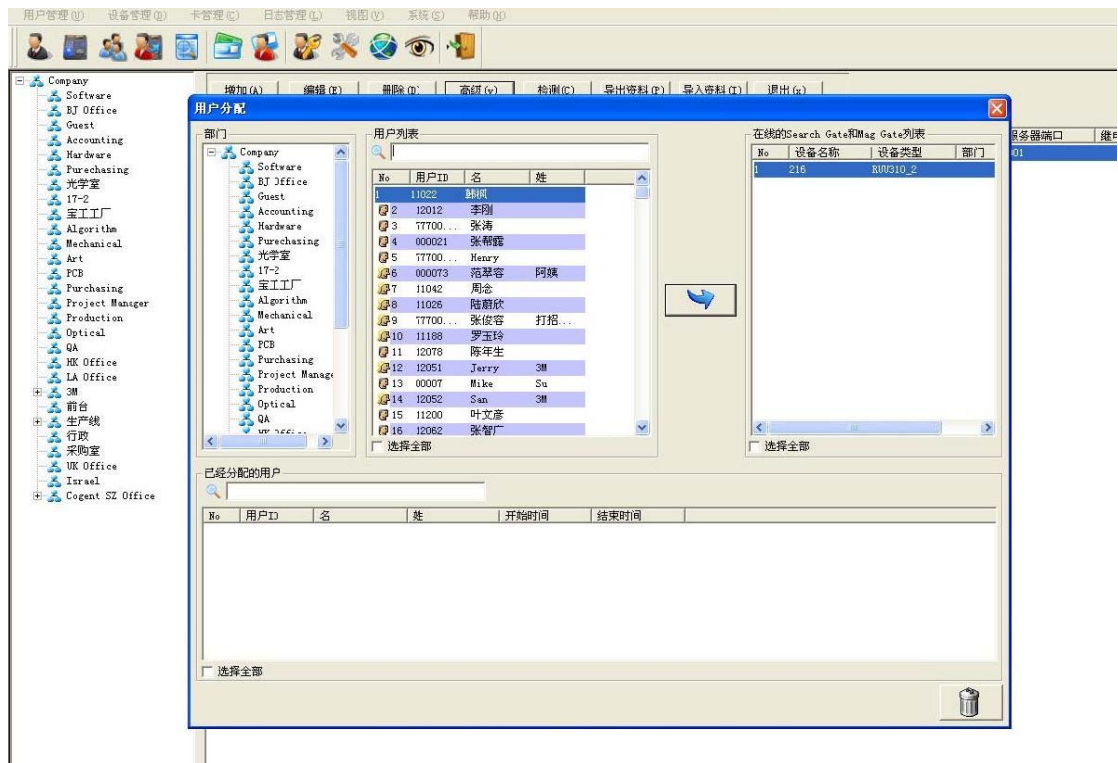 用户管理(U) 设备管理(D) 卡管理(C) 日志管理(L) 视图(V) 系统(S) 帮助(H)
Company
Software
BJ Office
Guest
Accounting
Hardware
Purechasing
光学室
17-2
宝工工厂
Algorithm
Mechanical
Art
PCB
Purchasing
Project Manager
Production
Optical
QA
HK Office
LA Office
3M
前台
生产线
行政
采购室
UK Office
Israel
Cogent SZ Office
增加(A) 编辑(E) 删除(D) 高级(v) 检测(C) 导出资料(P) 导入资料(I) 退出(x)
服务器端口
用户分配
部门
Company
Software
BJ Office
Guest
Accounting
Hardware
Purechasing
光学室
17-2
宝工工厂
Algorithm
Mechanical
Art
PCB
Purchasing
Project Manage
Production
Optical
QA
用户列表
No 用户ID 名 姓
1 11022 韩枫
2 12012 李刚
3 77700... 张涛
4 000021 张帮露
5 77700... Henry
6 000073 范翠容 阿姨
7 11042 周念
8 11026 陆蔚欣
9 77700... 张俊容 打招...
10 11188 罗玉玲
11 12078 陈年生
12 12051 Jerry 3M
13 00007 Mike Su
14 12052 San 3M
15 11200 叶文彦
16 12062 张智广
选择全部
在线的Search Gate和Mag Gate列表
No 设备名称 设备类型 部门
1 216 RUU310_2
选择全部
已经分配的用户
No 用户ID 名 姓 开始时间 结束时间
选择全部